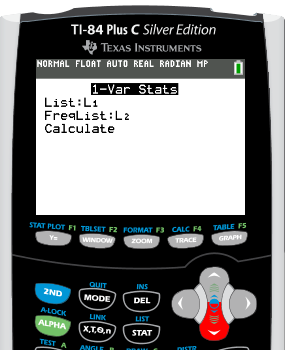 TI-84 Plus C Silver Edition
TEXAS INSTRUMENTS
NORMAL FLOAT AUTO REAL RADIAN MP
1-Var Stats
List:L1
FreqList:L2
Calculate
STAT PLOT F1 TBLSET F2 FORMAT F3 CALC F4 TABLE F5
Y= WINDOW ZOOM TRACE GRAPH
QUIT INS
2ND MODE DEL
A-LOCK LINK LIST
ALPHA X,T,θ,n STAT
TEST A ANGLE B DISTR